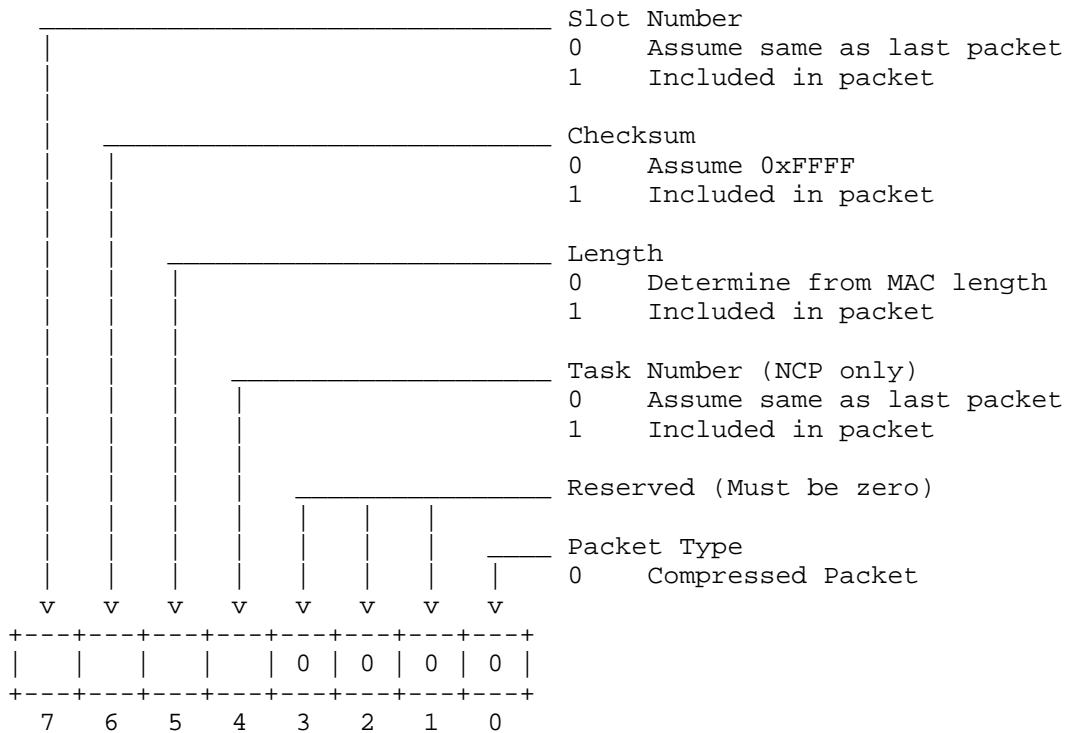 Slot Number
0 Assume same as last packet
1 Included in packet
Checksum
0 Assume 0xFFFF
1 Included in packet
Length
0 Determine from MAC length
1 Included in packet
Task Number (NCP only)
0 Assume same as last packet
1 Included in packet
Reserved (Must be zero)
Packet Type
0 Compressed Packet
v v v v v v v v
+---+---+---+---+---+---+---+---+
| | | | | 0 | 0 | 0 | 0 |
+---+---+---+---+---+---+---+---+
7 6 5 4 3 2 1 0